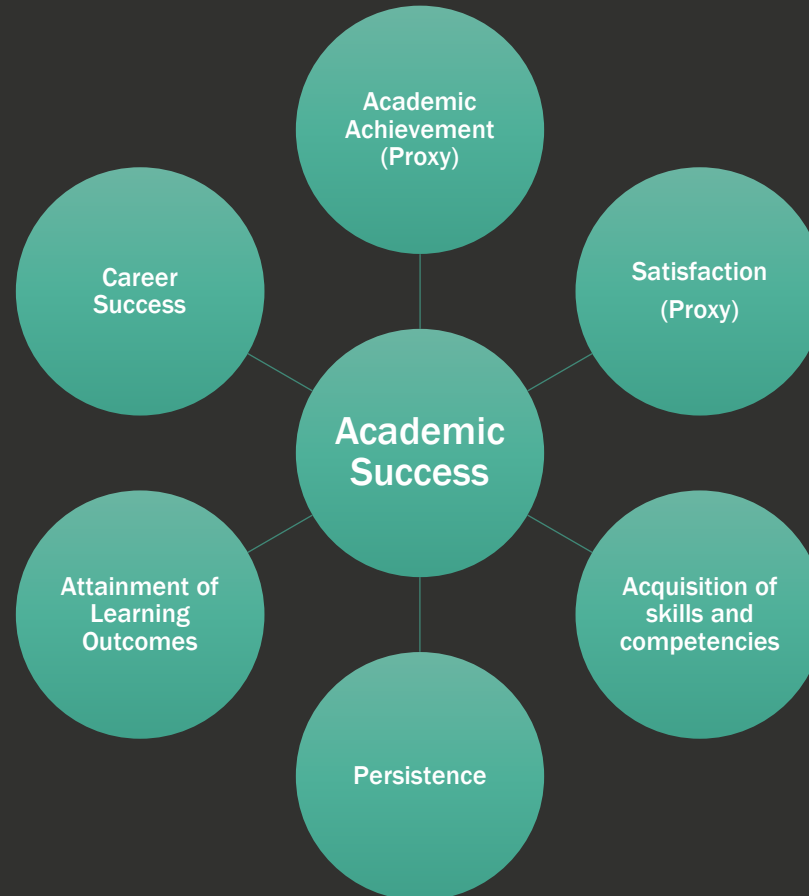 Academic
Achievement
(Proxy)
Career
Success
Satisfaction
(Proxy)
Academic
Success
Attainment of
Learning
Outcomes
Acquisition of
skills and
competencies
Persistence